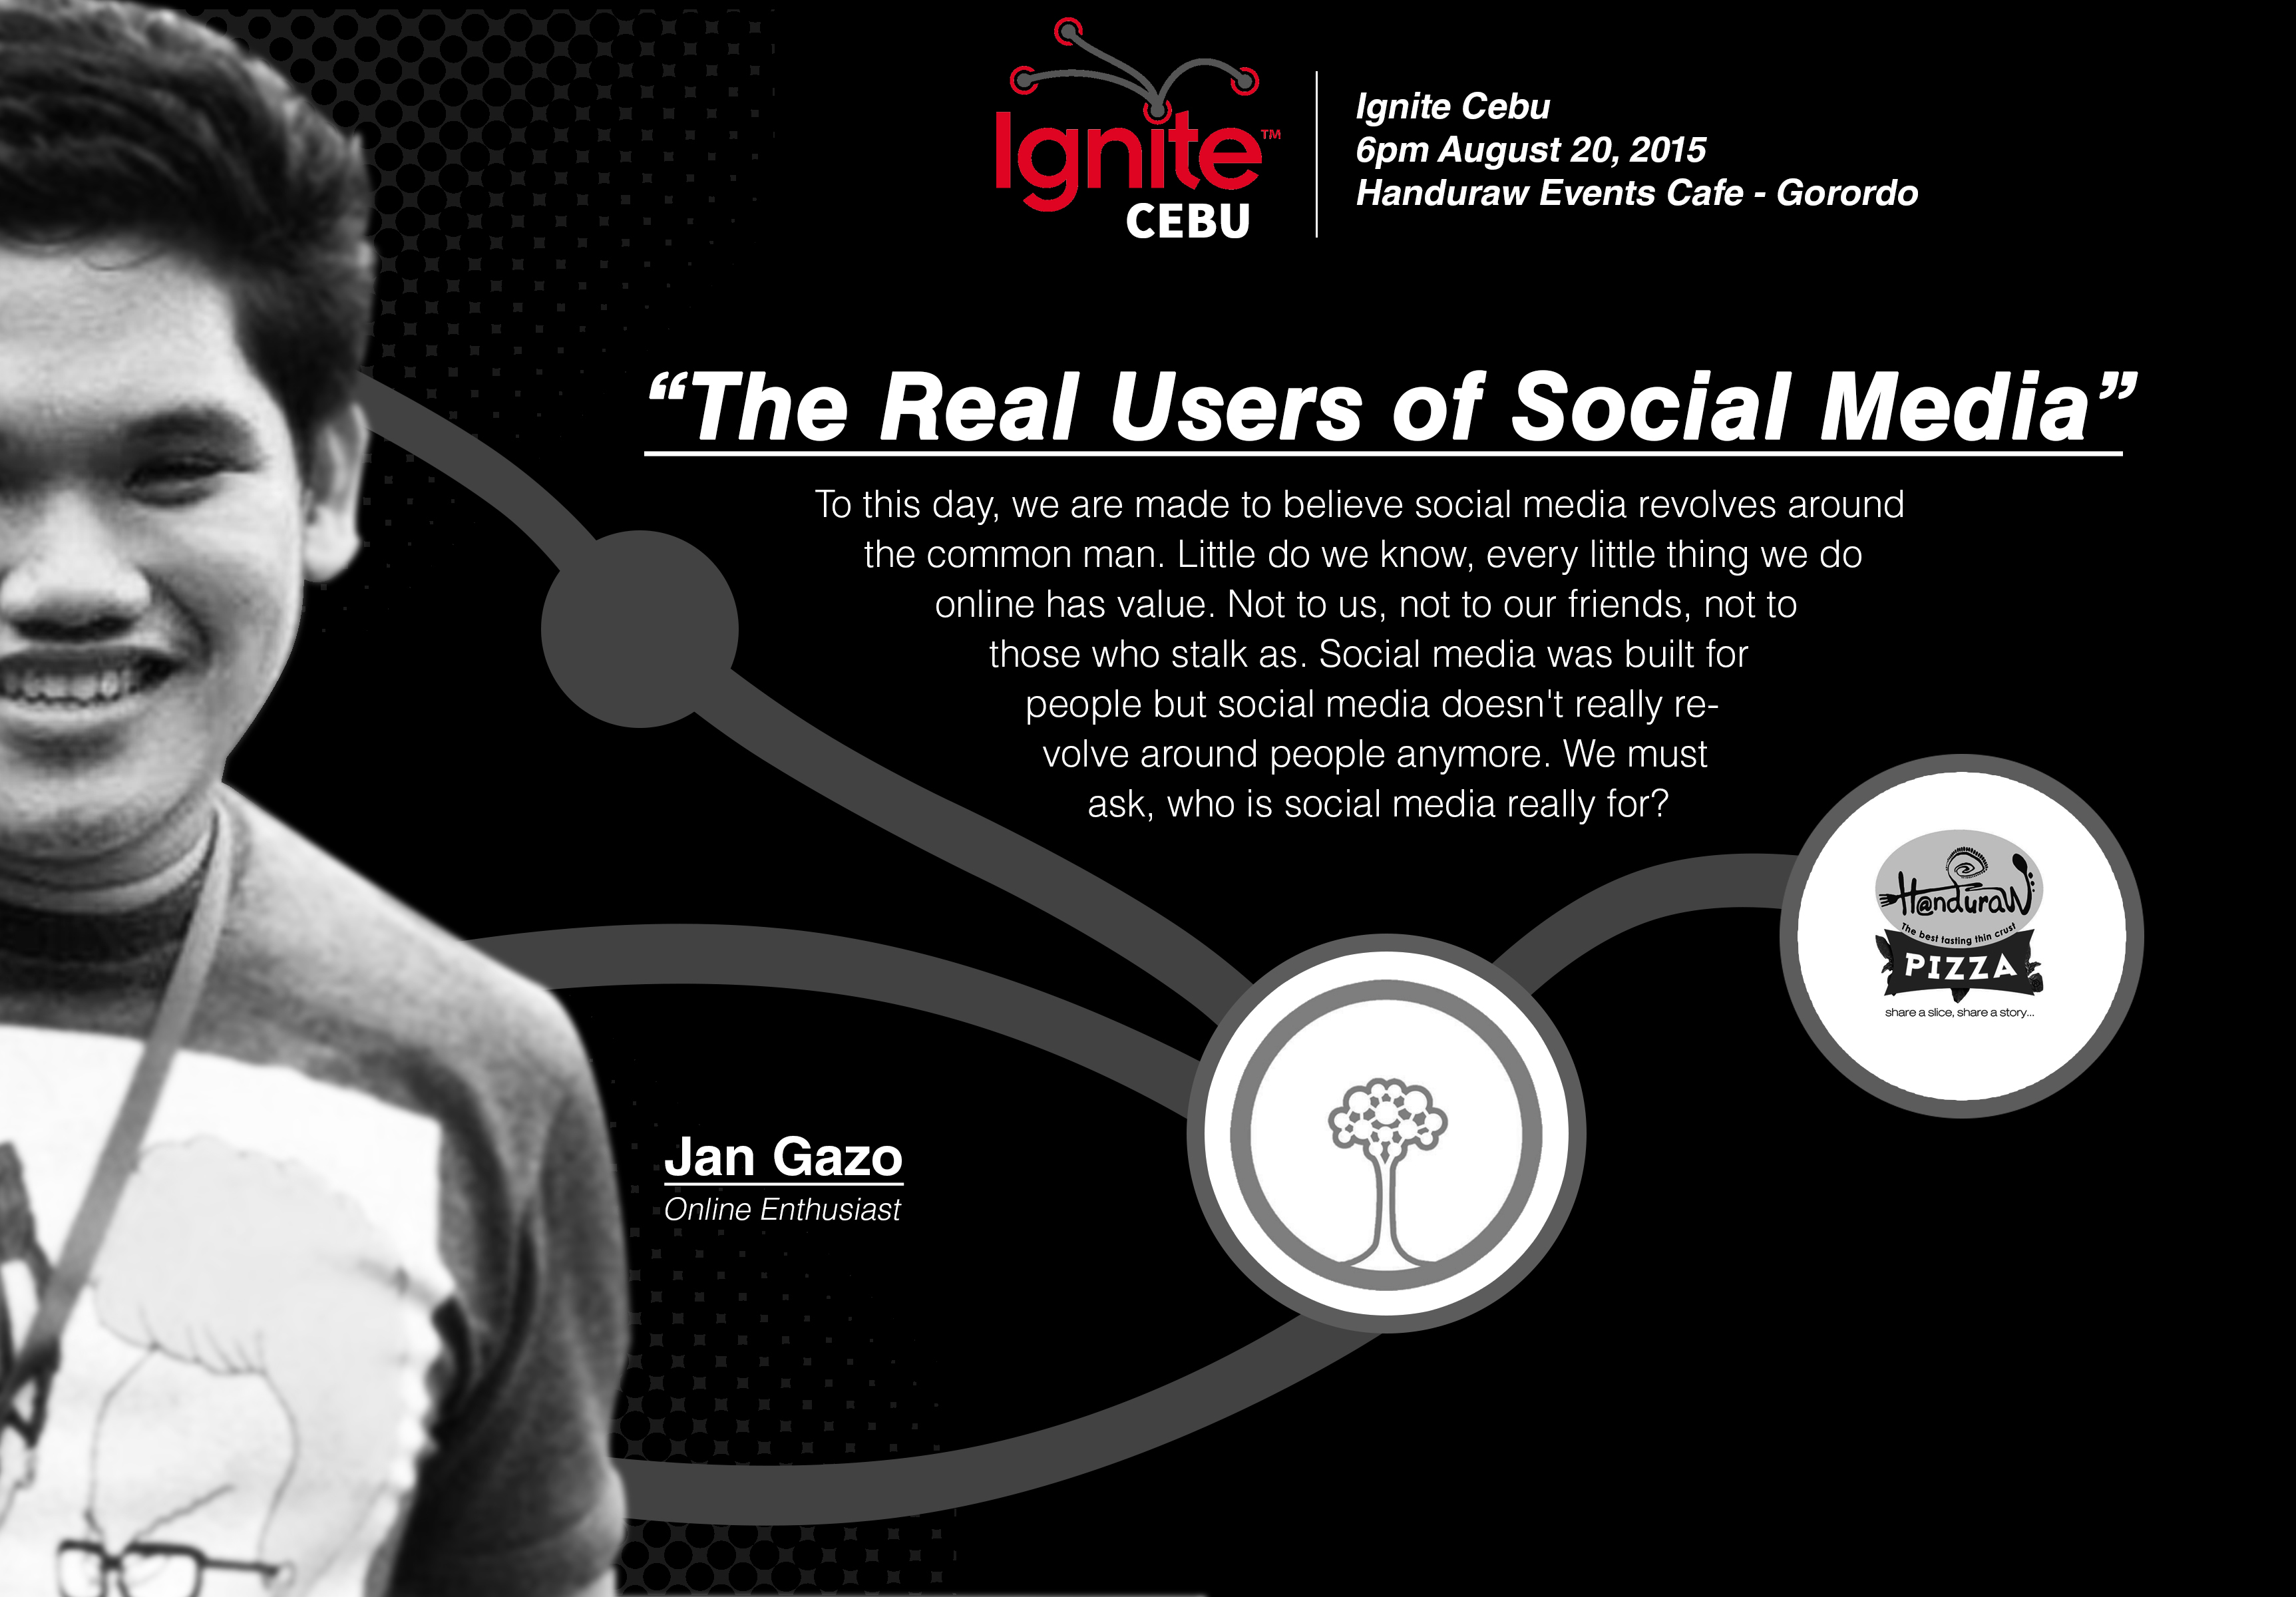 Ignite™
CEBU
Ignite Cebu
6pm August 20, 2015
Handuraw Events Cafe - Gorordo
“The Real Users of Social Media”
To this day, we are made to believe social media revolves around
the common man. Little do we know, every little thing we do
online has value. Not to us, not to our friends, not to
those who stalk as. Social media was built for
people but social media doesn't really re-
volve around people anymore. We must
ask, who is social media really for?
H@nduraw
The best tasting thin crust
PIZZA
share a slice, share a story...
Jan Gazo
Online Enthusiast